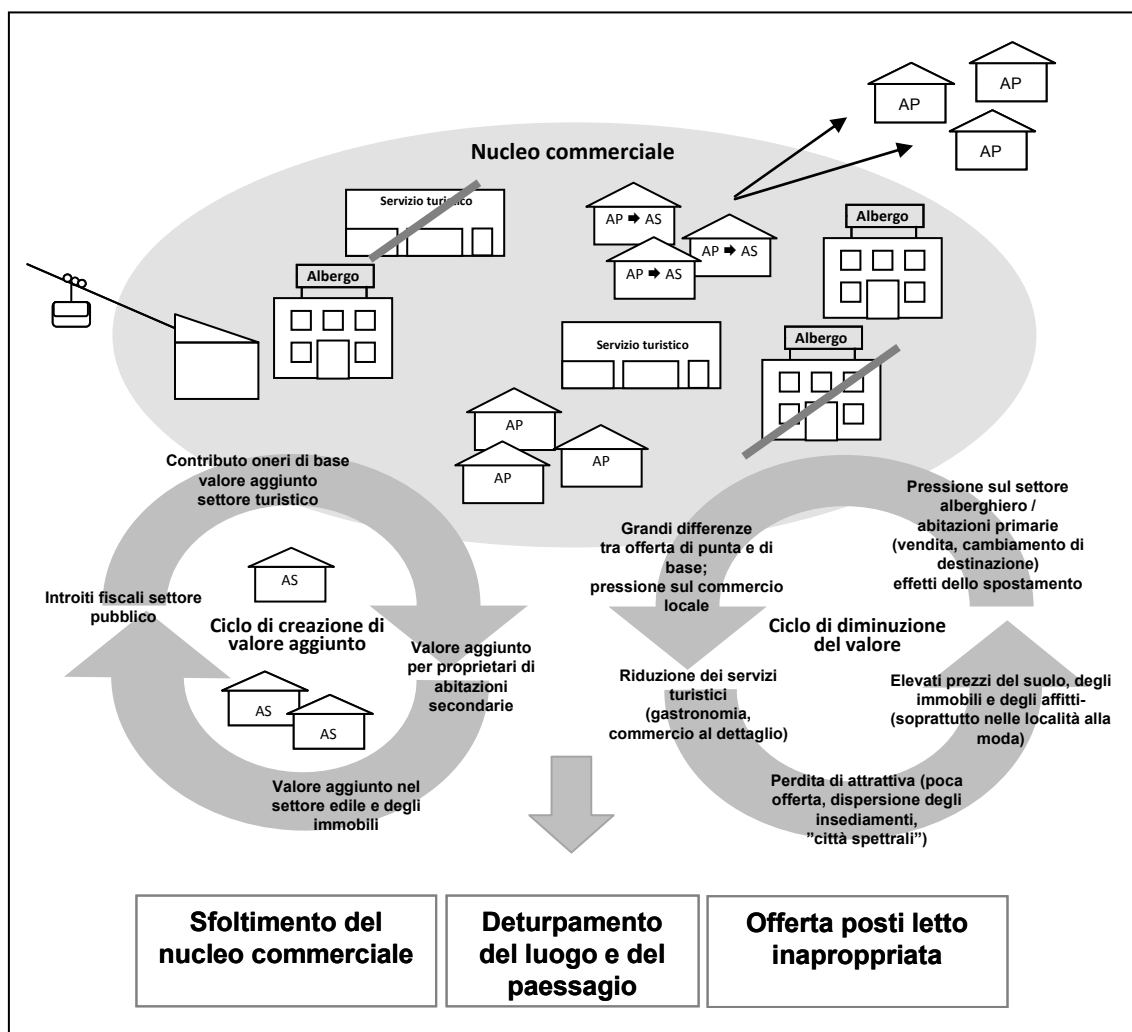 AP
AP
AP
Nucleo commerciale
Servizio turistico
AP ➡ AS
AP ➡ AS
AP ➡ AS
Albergo
Albergo
Servizio turistico
Albergo
AP
AP
AP
Contributo oneri di base
valore aggiunto
settore turistico
AS
Introiti fiscali settore
pubblico
Ciclo di creazione di
valore aggiunto
Valore aggiunto
per proprietari di
abitazioni
secondarie
AS
AS
Valore aggiunto nel
settore edile e degli
immobili
Grandi differenze
tra offerta di punta e di
base;
pressione sul commercio
locale
Pressione sul settore
alberghiero /
abitazioni primarie
(vendita, cambiamento di
destinazione)
effetti dello spostamento
Ciclo di diminuzione
del valore
Riduzione dei servizi
turistici
(gastronomia,
commercio al dettaglio)
Elevati prezzi del suolo, degli
immobili e degli affitti-
(soprattutto nelle località alla
moda)
Perdita di attrattiva (poca
offerta, dispersione degli
insediamenti,
”città spettrali”)
Sfoltimento del
nucleo commerciale
Deturpamento
del luogo e del
paessagio
Offerta posti letto
inaproppriata